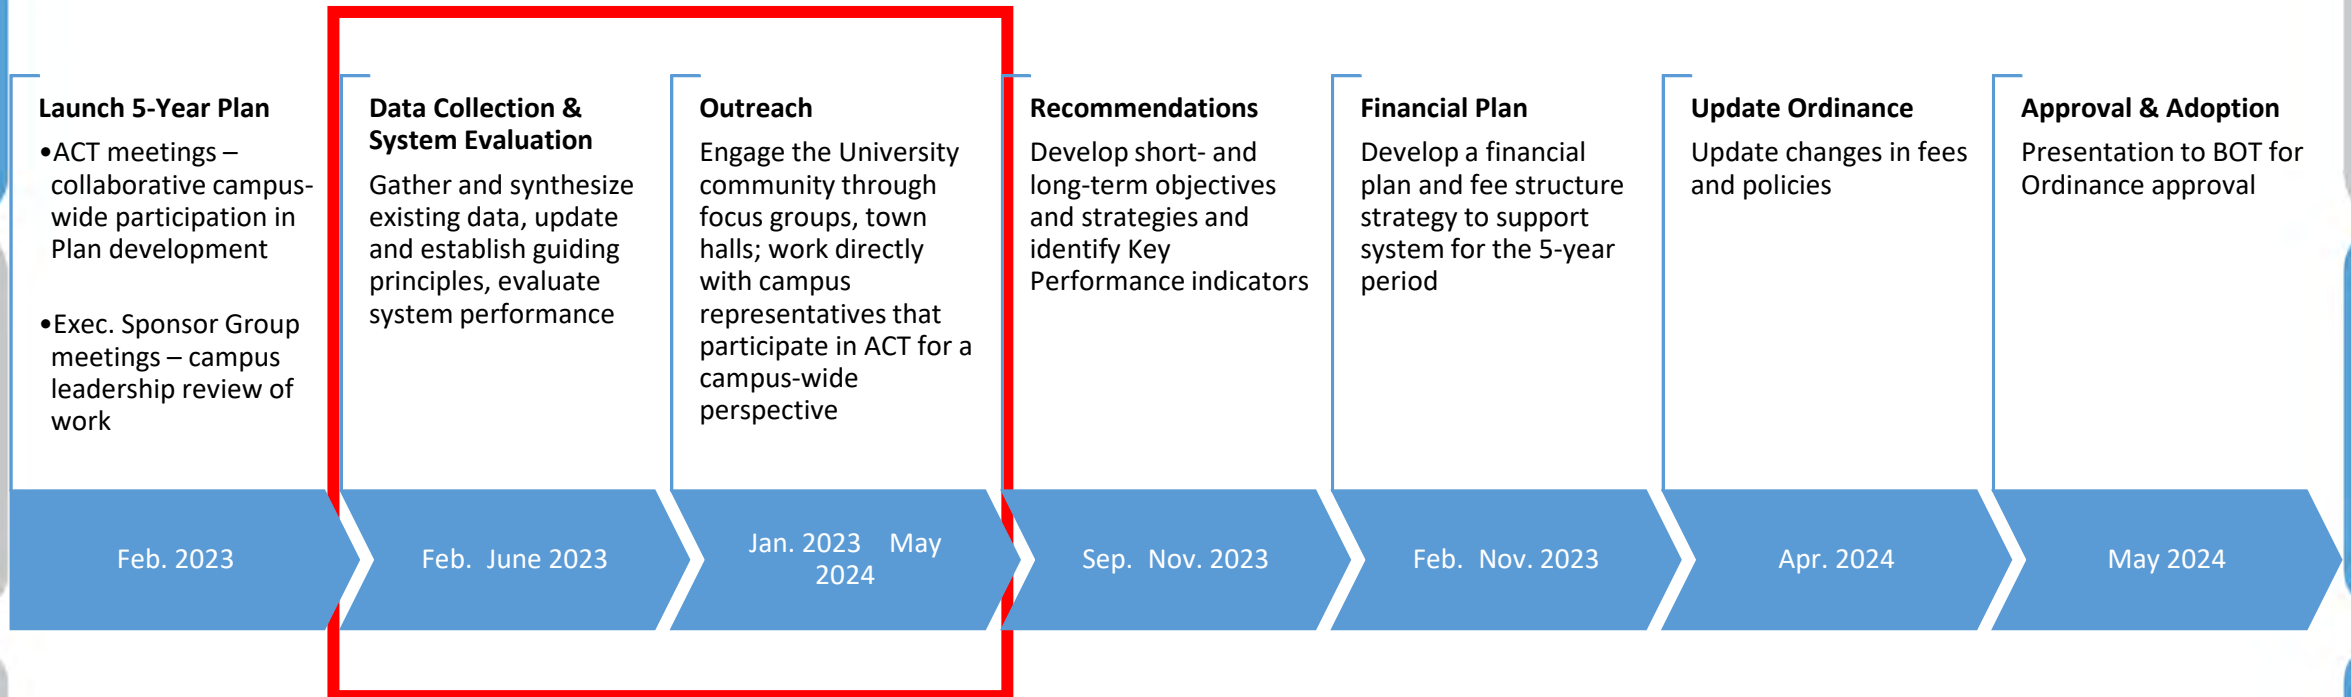 Launch 5-Year Plan
•ACT meetings –
collaborative campus-
wide participation in
Plan development
•Exec. Sponsor Group
meetings – campus
leadership review of
work
Feb. 2023
Data Collection &
System Evaluation
Gather and synthesize
existing data, update
and establish guiding
principles, evaluate
system performance
Feb. June 2023
Outreach
Engage the University
community through
focus groups, town
halls; work directly
with campus
representatives that
participate in ACT for a
campus-wide
perspective
Jan. 2023 May
2024
Recommendations
Develop short- and
long-term objectives
and strategies and
identify Key
Performance indicators
Sep. Nov. 2023
Financial Plan
Develop a financial
plan and fee structure
strategy to support
system for the 5-year
period
Feb. Nov. 2023
Update Ordinance
Update changes in fees
and policies
Apr. 2024
Approval & Adoption
Presentation to BOT for
Ordinance approval
May 2024